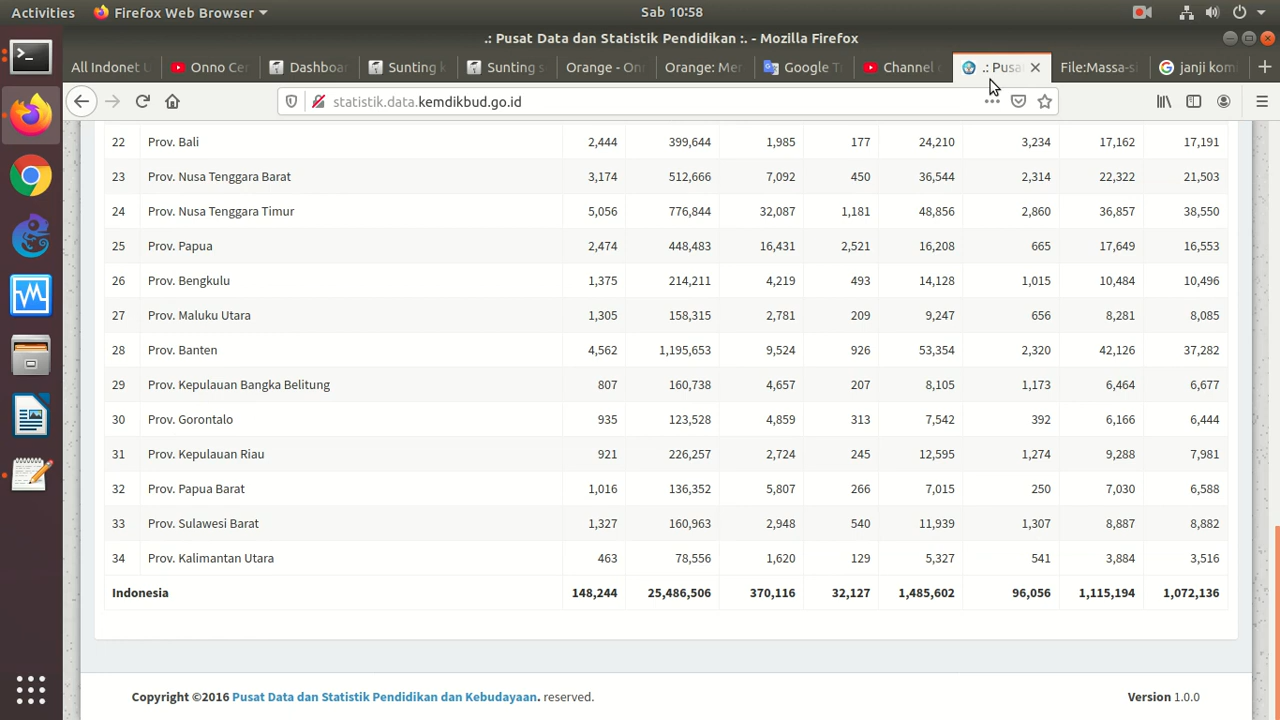 Activities Firefox Web Browser Sab 10:58
.: Pusat Data dan Statistik Pendidikan :. - Mozilla Firefox
All Indonet U Onno Cen Dashboa Sunting k Sunting s Orange - Onn Orange: Mer Google Tr Channel c .: Pusa File:Massa-si janji kom
statistik.data.kemdikbud.go.id
22 Prov. Bali 2,444 399,644 1,985 177 24,210 3,234 17,162 17,191
23 Prov. Nusa Tenggara Barat 3,174 512,666 7,092 450 36,544 2,314 22,322 21,503
24 Prov. Nusa Tenggara Timur 5,056 776,844 32,087 1,181 48,856 2,860 36,857 38,550
25 Prov. Papua 2,474 448,483 16,431 2,521 16,208 665 17,649 16,553
26 Prov. Bengkulu 1,375 214,211 4,219 493 14,128 1,015 10,484 10,496
27 Prov. Maluku Utara 1,305 158,315 2,781 209 9,247 656 8,281 8,085
28 Prov. Banten 4,562 1,195,653 9,524 926 53,354 2,320 42,126 37,282
29 Prov. Kepulauan Bangka Belitung 807 160,738 4,657 207 8,105 1,173 6,464 6,677
30 Prov. Gorontalo 935 123,528 4,859 313 7,542 392 6,166 6,444
31 Prov. Kepulauan Riau 921 226,257 2,724 245 12,595 1,274 9,288 7,981
32 Prov. Papua Barat 1,016 136,352 5,807 266 7,015 250 7,030 6,588
33 Prov. Sulawesi Barat 1,327 160,963 2,948 540 11,939 1,307 8,887 8,882
34 Prov. Kalimantan Utara 463 78,556 1,620 129 5,327 541 3,884 3,516
Indonesia 148,244 25,486,506 370,116 32,127 1,485,602 96,056 1,115,194 1,072,136
Copyright ©2016 Pusat Data dan Statistik Pendidikan dan Kebudayaan. reserved. Version 1.0.0